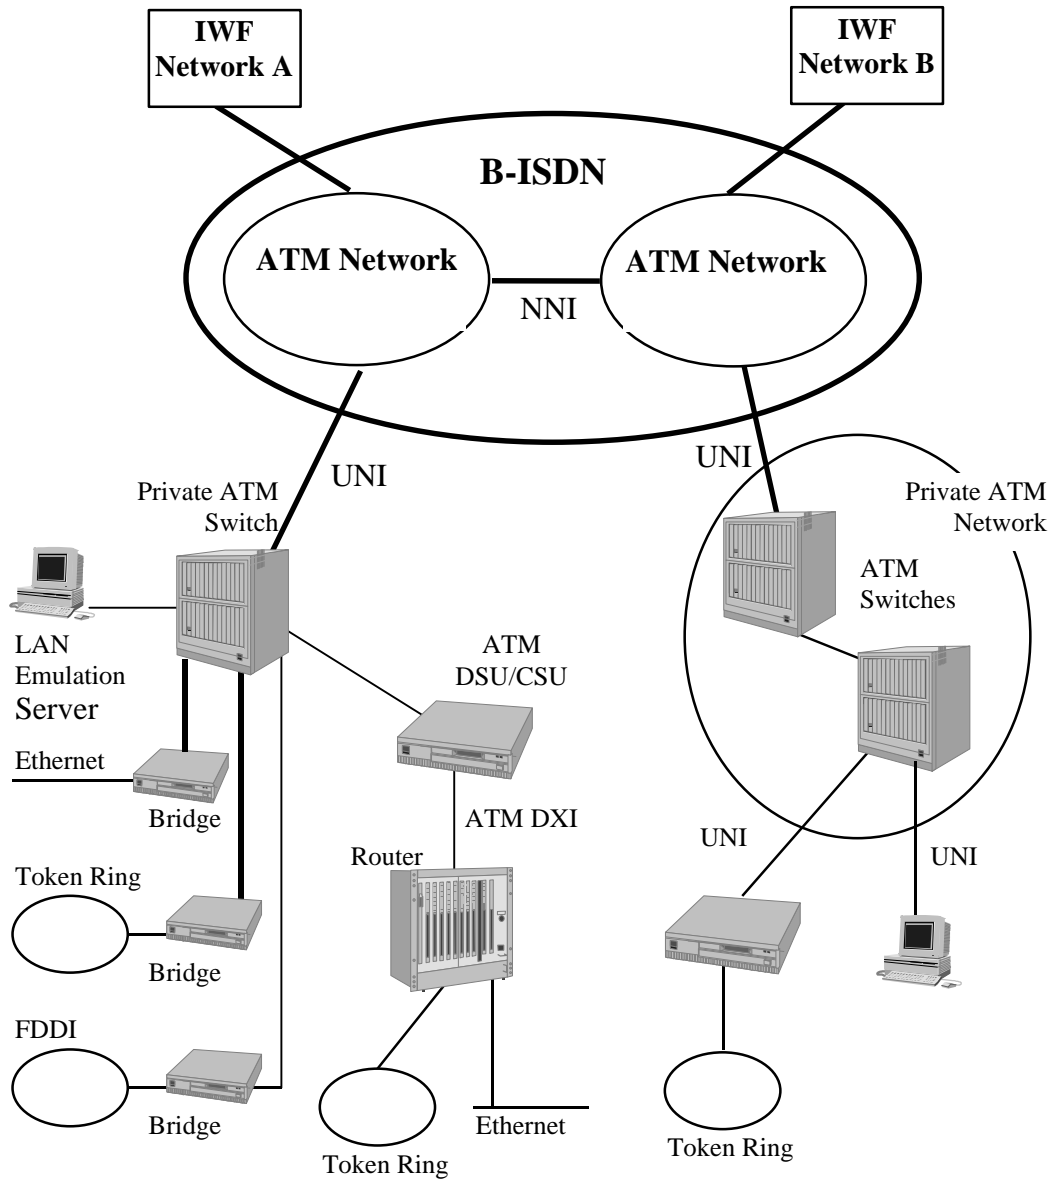 IWF
Network A
IWF
Network B
B-ISDN
ATM Network
ATM Network
NNI
UNI
UNI
Private ATM
Switch
Private ATM
Network
ATM
Switches
LAN
Emulation
Server
ATM
DSU/CSU
Ethernet
Bridge
ATM DXI
UNI
UNI
Router
Token Ring
Bridge
FDDI
Bridge
Ethernet
Token Ring
Token Ring